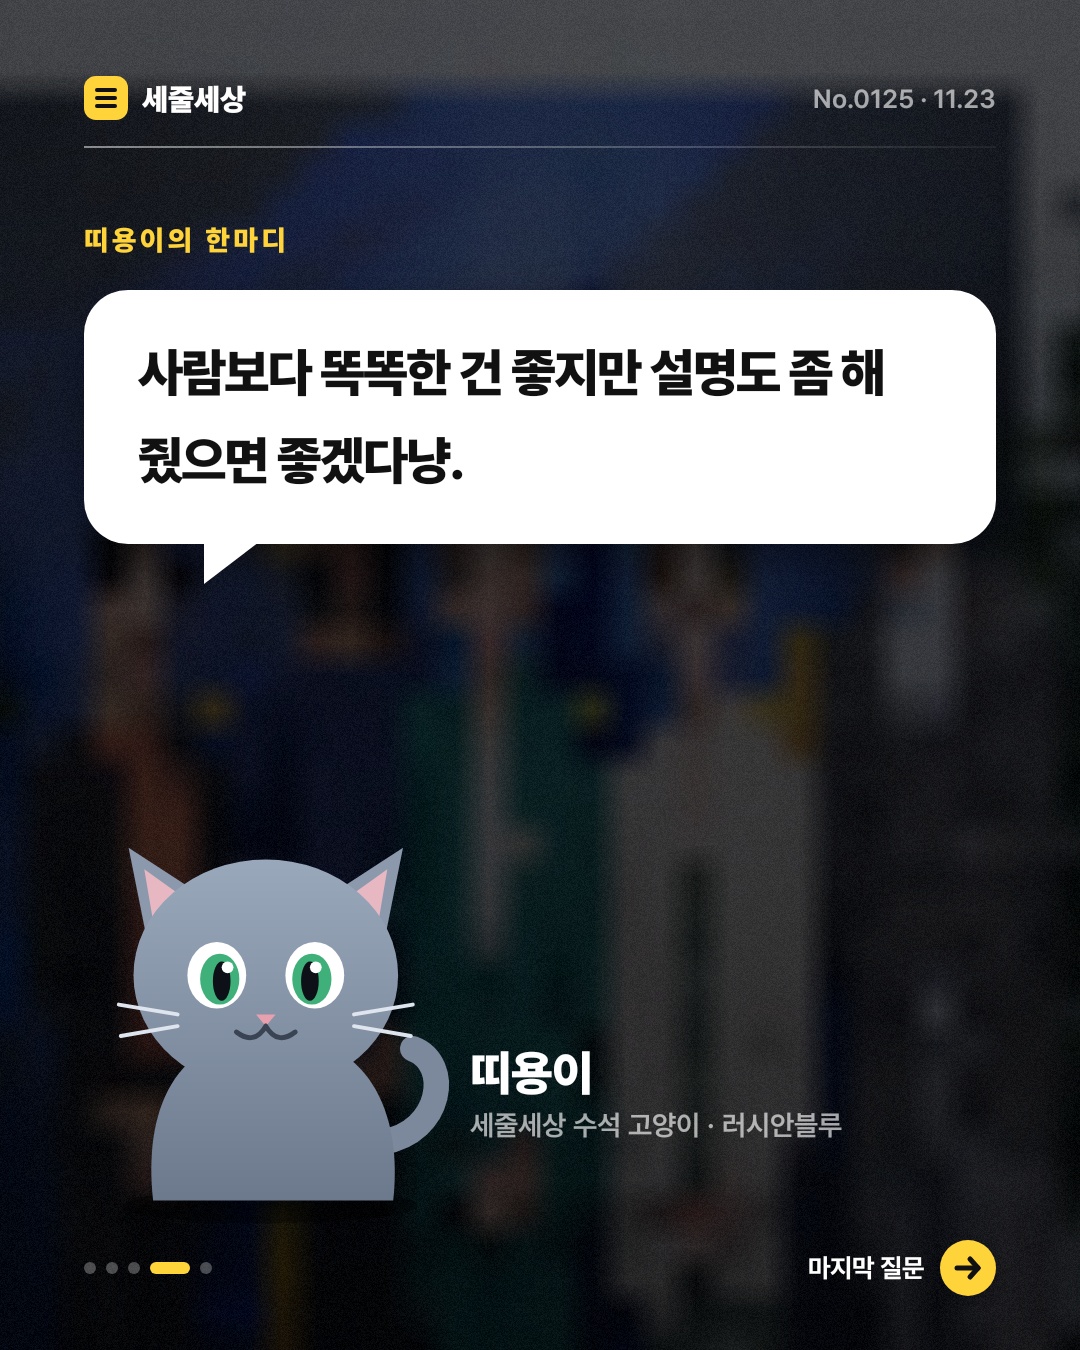 세줄세상
No.0125 · 11.23
띠용이의 한마디
사람보다 똑똑한 건 좋지만 설명도 좀 해
줬으면 좋겠다냥.
띠용이
세줄세상 수석 고양이 · 러시안블루
마지막 질문